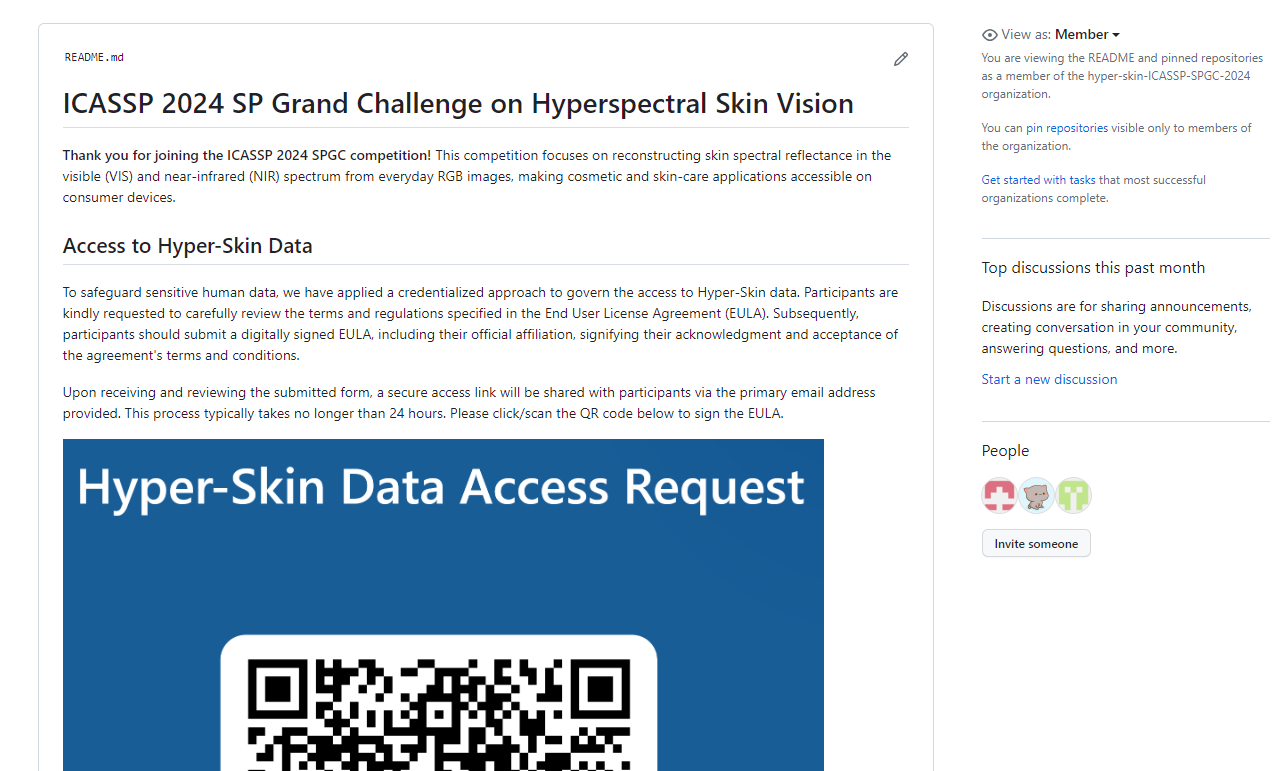 README.md
ICASSP 2024 SP Grand Challenge on Hyperspectral Skin Vision
Thank you for joining the ICASSP 2024 SPGC competition! This competition focuses on reconstructing skin spectral reflectance in the
visible (VIS) and near-infrared (NIR) spectrum from everyday RGB images, making cosmetic and skin-care applications accessible on
consumer devices.
Access to Hyper-Skin Data
To safeguard sensitive human data, we have applied a credentialized approach to govern the access to Hyper-Skin data. Participants are
kindly requested to carefully review the terms and regulations specified in the End User License Agreement (EULA). Subsequently,
participants should submit a digitally signed EULA, including their official affiliation, signifying their acknowledgment and acceptance of
the agreement's terms and conditions.
Upon receiving and reviewing the submitted form, a secure access link will be shared with participants via the primary email address
provided. This process typically takes no longer than 24 hours. Please click/scan the QR code below to sign the EULA.
Hyper-Skin Data Access Request
View as: Member
You are viewing the README and pinned repositories
as a member of the hyper-skin-ICASSP-SPGC-2024
organization.
You can pin repositories visible only to members of
the organization.
Get started with tasks that most successful
organizations complete.
Top discussions this past month
Discussions are for sharing announcements,
creating conversation in your community,
answering questions, and more.
Start a new discussion
People
Invite someone